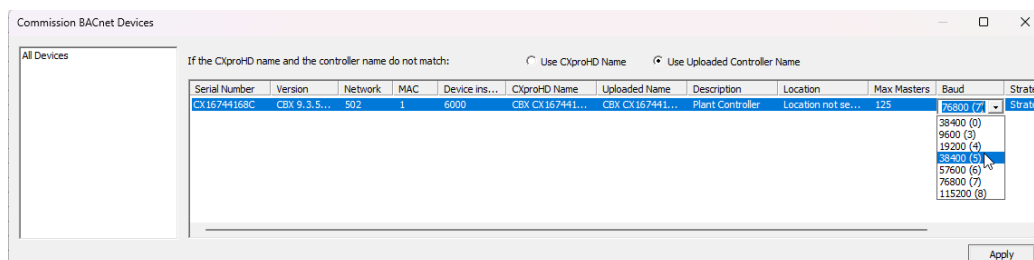 Commission BACnet Devices
All Devices
If the CXproHD name and the controller name do not match:
Use CXproHD Name
Use Uploaded Controller Name
Serial Number Version Network MAC Device ins... CXproHD Name Uploaded Name Description Location Max Masters Baud Strate
CX16744168C CBX 9.3.5... 502 1 6000 CBX CX167441... CBX CX167441... Plant Controller Location not se... 125 76800 (7) Strate
38400 (0)
9600 (3)
19200 (4)
38400 (5)
57600 (6)
76800 (7)
115200 (8)
Apply